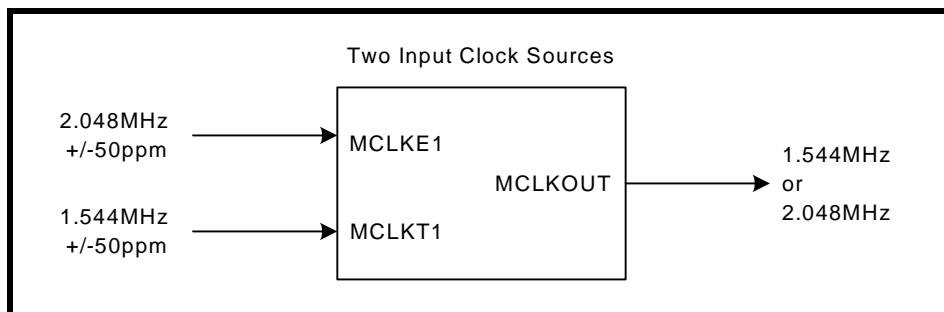 Two Input Clock Sources
2.048MHz
+/-50ppm
MCLKE1
MCLKOUT
1.544MHz
or
2.048MHz
1.544MHz
+/-50ppm
MCLKT1